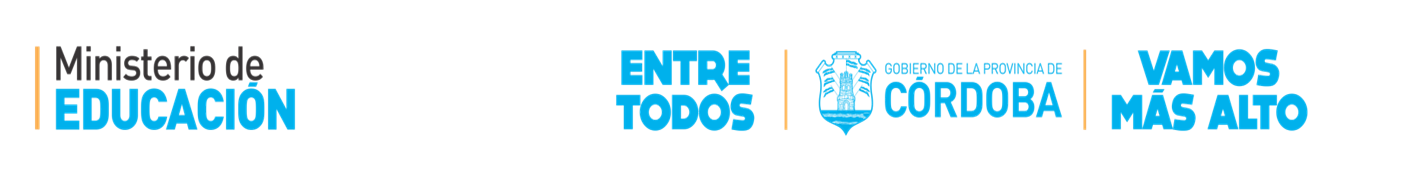 Ministerio de
EDUCACIÓN
ENTRE
TODOS
GOBIERNO DE LA PROVINCIA DE
CÓRDOBA
VAMOS
MÁS ALTO